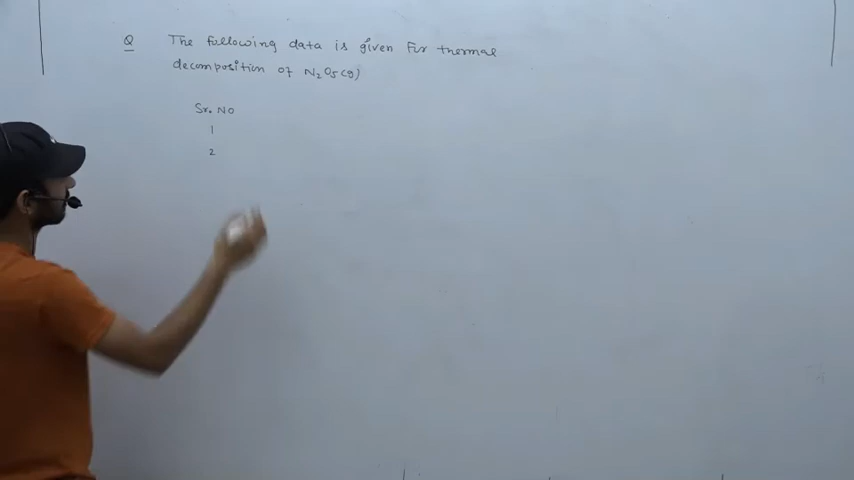 Q The following data is given for thermal
decomposition of N₂O₅(g)
Sr. No
1
2